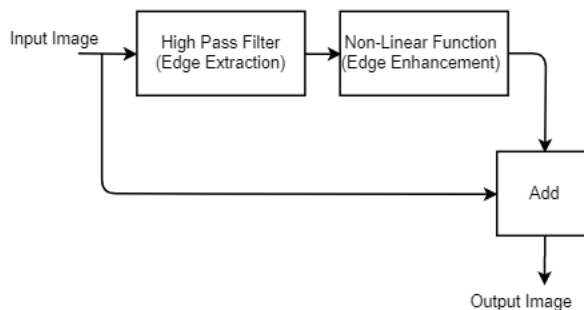 Input Image
High Pass Filter
(Edge Extraction)
Non-Linear Function
(Edge Enhancement)
Add
Output Image